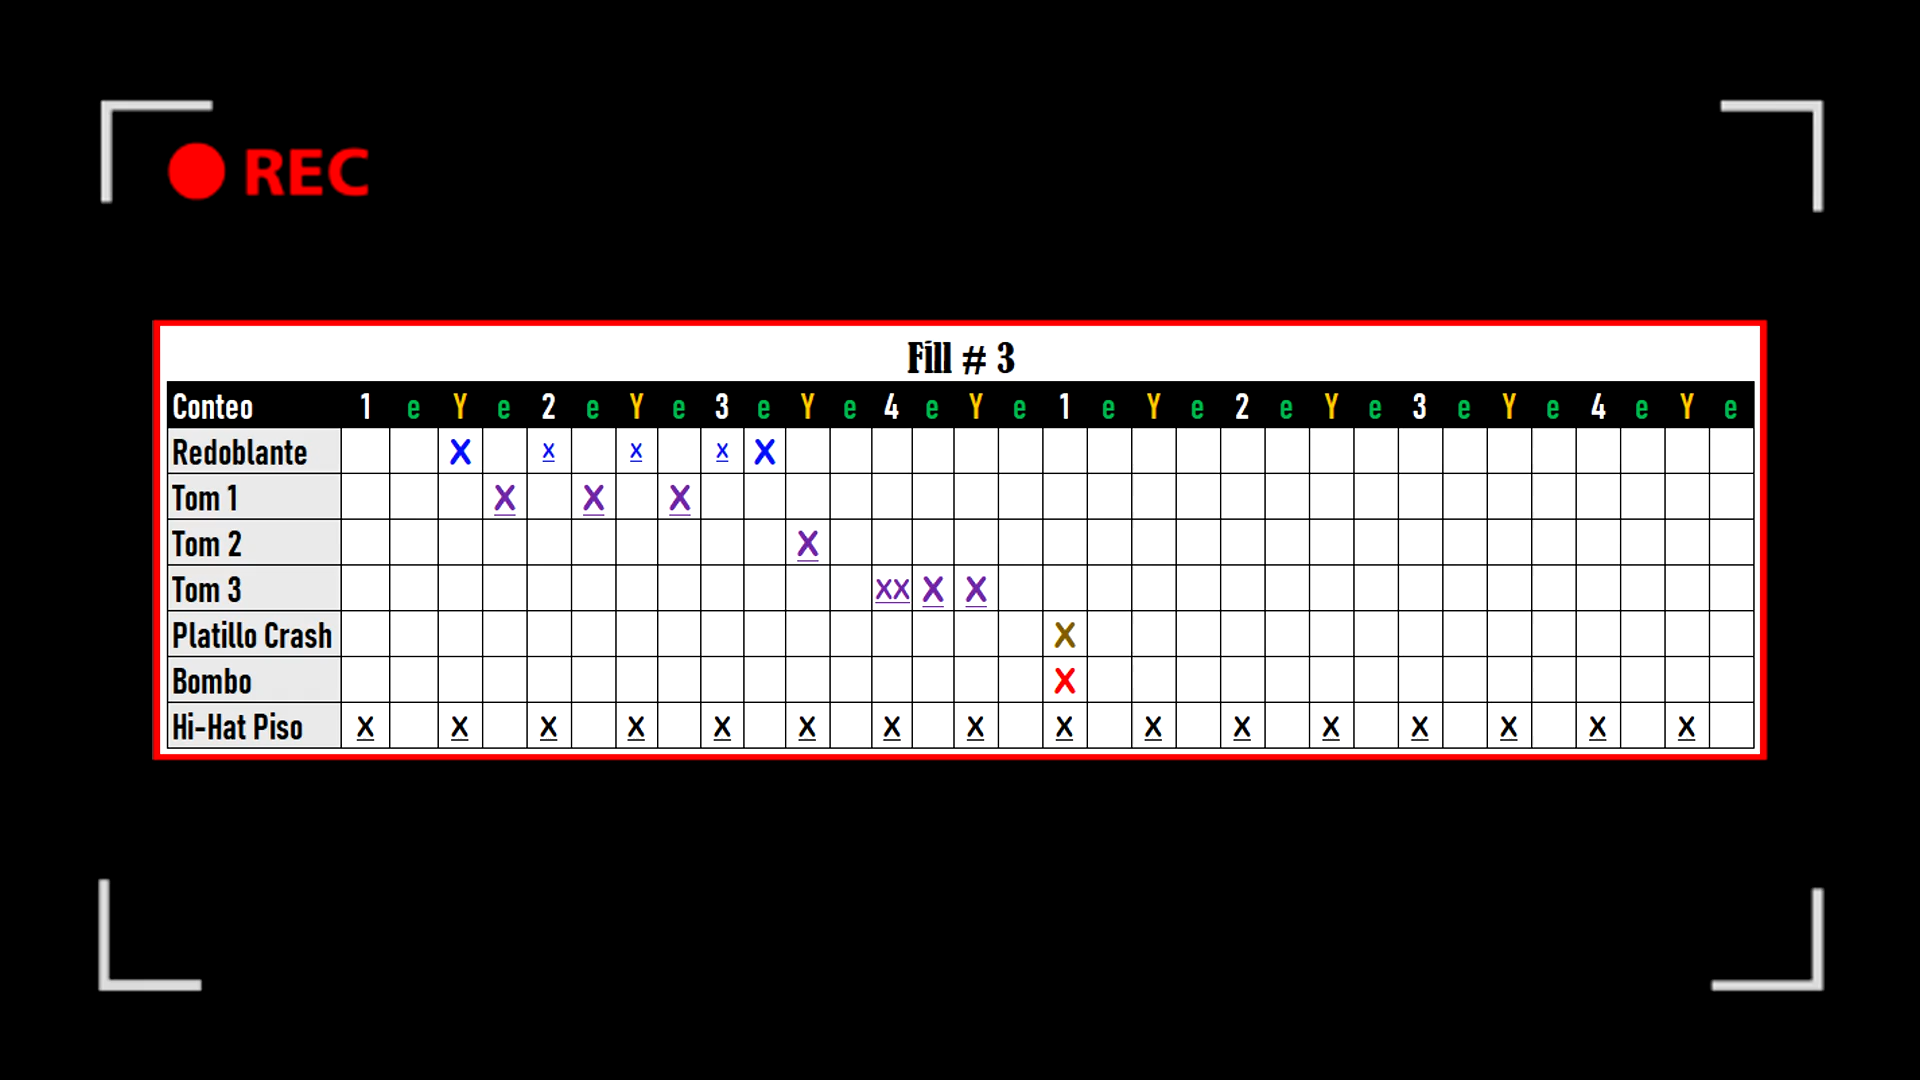 REC
Fill # 3
Conteo 1 e Y e 2 e Y e 3 e Y e 4 e Y e 1 e Y e 2 e Y e 3 e Y e 4 e Y e
Redoblante X x x x X
Tom 1 X X X
Tom 2 X
Tom 3 XX X X
Platillo Crash X
Bombo X
Hi-Hat Piso X X X X X X X X X X X X X X X X